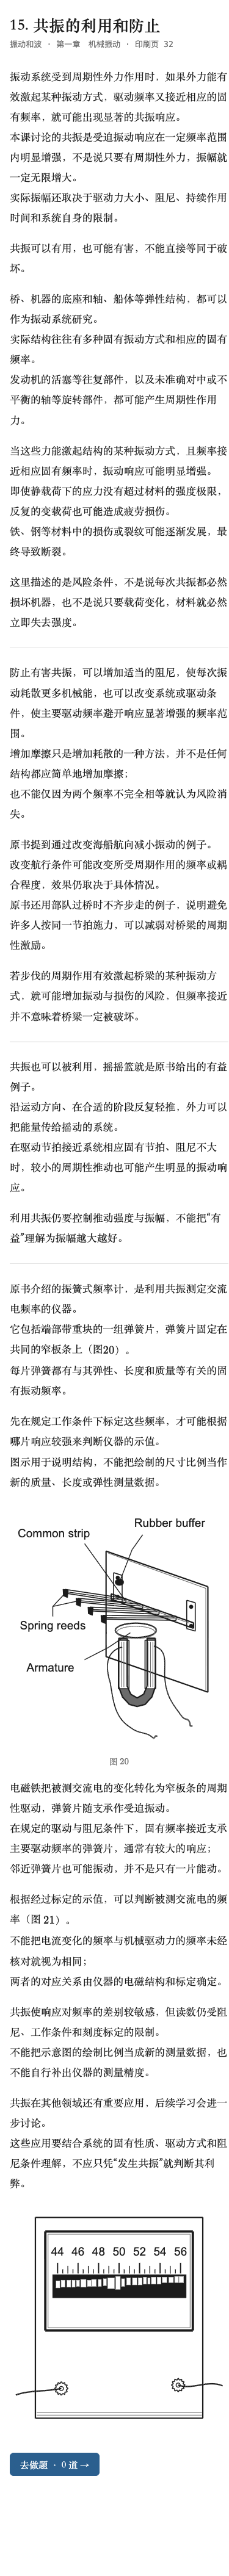 15. 共振的利用和防止
振动和波 · 第一章 机械振动 · 印刷页 32
振动系统受到周期性外力作用时，如果外力能有
效激起某种振动方式，驱动频率又接近相应的固
有频率，就可能出现显著的共振响应。
本课讨论的共振是受迫振动响应在一定频率范围
内明显增强，不是说只要有周期性外力，振幅就
一定无限增大。
实际振幅还取决于驱动力大小、阻尼、持续作用
时间和系统自身的限制。
共振可以有用，也可能有害，不能直接等同于破
坏。
桥、机器的底座和轴、船体等弹性结构，都可以
作为振动系统研究。
实际结构往往有多种固有振动方式和相应的固有
频率。
发动机的活塞等往复部件，以及未准确对中或不
平衡的轴等旋转部件，都可能产生周期性作用
力。
当这些力能激起结构的某种振动方式，且频率接
近相应固有频率时，振动响应可能明显增强。
即使静载荷下的应力没有超过材料的强度极限，
反复的变载荷也可能造成疲劳损伤。
铁、钢等材料中的损伤或裂纹可能逐渐发展，最
终导致断裂。
这里描述的是风险条件，不是说每次共振都必然
损坏机器，也不是说只要载荷变化，材料就必然
立即失去强度。
防止有害共振，可以增加适当的阻尼，使每次振
动耗散更多机械能，也可以改变系统或驱动条
件，使主要驱动频率避开响应显著增强的频率范
围。
增加摩擦只是增加耗散的一种方法，并不是任何
结构都应简单地增加摩擦；
也不能仅因为两个频率不完全相等就认为风险消
失。
原书提到通过改变海船航向减小振动的例子。
改变航行条件可能改变所受周期作用的频率或耦
合程度，效果仍取决于具体情况。
原书还用部队过桥时不齐步走的例子，说明避免
许多人按同一节拍施力，可以减弱对桥梁的周期
性激励。
若步伐的周期作用有效激起桥梁的某种振动方
式，就可能增加振动与损伤的风险，但频率接近
并不意味着桥梁一定被破坏。
共振也可以被利用，摇摇篮就是原书给出的有益
例子。
沿运动方向、在合适的阶段反复轻推，外力可以
把能量传给摇动的系统。
在驱动节拍接近系统相应固有节拍、阻尼不大
时，较小的周期性推动也可能产生明显的振动响
应。
利用共振仍要控制推动强度与振幅，不能把“有
益”理解为振幅越大越好。
原书介绍的振簧式频率计，是利用共振测定交流
电频率的仪器。
它包括端部带重块的一组弹簧片，弹簧片固定在
共同的窄板条上（图20）。
每片弹簧都有与其弹性、长度和质量等有关的固
有振动频率。
先在规定工作条件下标定这些频率，才可能根据
哪片响应较强来判断仪器的示值。
图示用于说明结构，不能把绘制的尺寸比例当作
新的质量、长度或弹性测量数据。
Rubber buffer
Common strip
Spring reeds
Armature
图 20
电磁铁把被测交流电的变化转化为窄板条的周期
性驱动，弹簧片随支承作受迫振动。
在规定的驱动与阻尼条件下，固有频率接近支承
主要驱动频率的弹簧片，通常有较大的响应；
邻近弹簧片也可能振动，并不是只有一片能动。
根据经过标定的示值，可以判断被测交流电的频
率（图 21）。
不能把电流变化的频率与机械驱动力的频率未经
核对就视为相同；
两者的对应关系由仪器的电磁结构和标定确定。
共振使响应对频率的差别较敏感，但读数仍受阻
尼、工作条件和刻度标定的限制。
不能把示意图的绘制比例当成新的测量数据，也
不能自行补出仪器的测量精度。
共振在其他领域还有重要应用，后续学习会进一
步讨论。
这些应用要结合系统的固有性质、驱动方式和阻
尼条件理解，不应只凭“发生共振”就判断其利
弊。
44 46 48 50 52 54 56
去做题 · 0 道 →